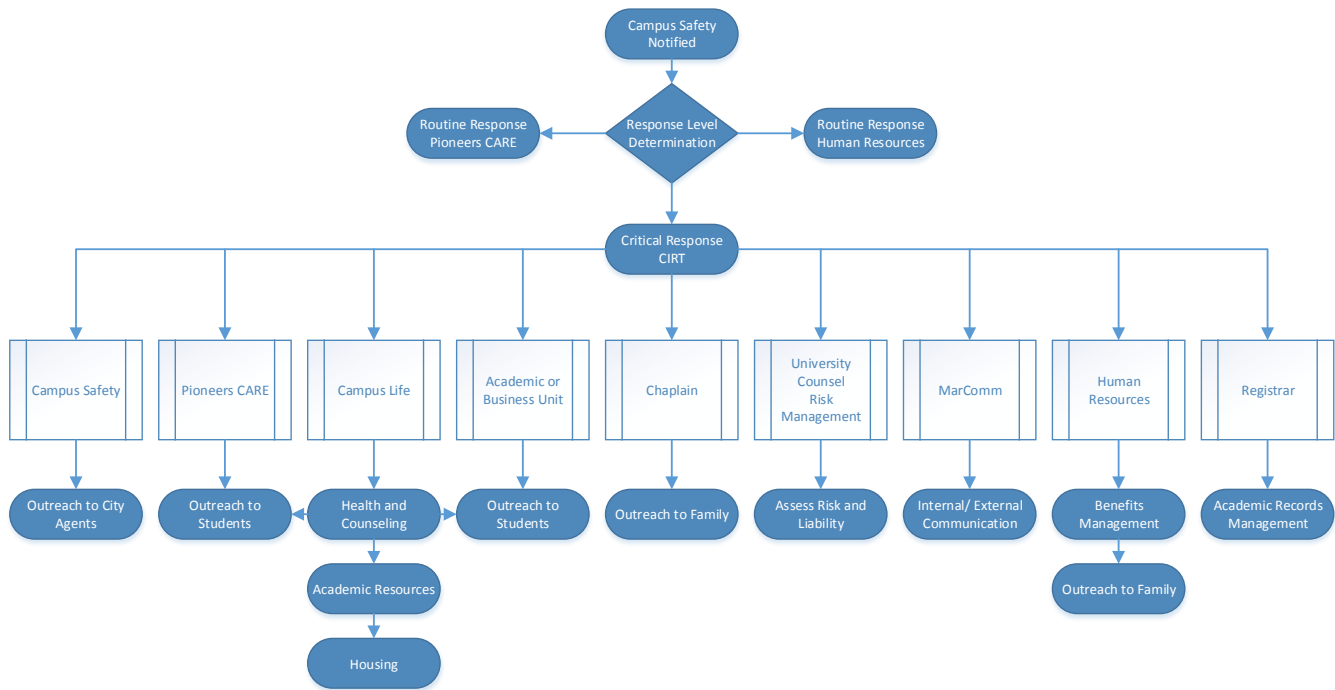 Campus Safety
Notified
Routine Response
Pioneers CARE
Response Level
Determination
Routine Response
Human Resources
Critical Response
CIRT
Campus Safety
Pioneers CARE
Campus Life
Academic or
Business Unit
Chaplain
University
Counsel
Risk
Management
MarComm
Human
Resources
Registrar
Outreach to City
Agents
Outreach to
Students
Health and
Counseling
Outreach to
Students
Outreach to Family
Assess Risk and
Liability
Internal/ External
Communication
Benefits
Management
Academic Records
Management
Academic Resources
Outreach to Family
Housing